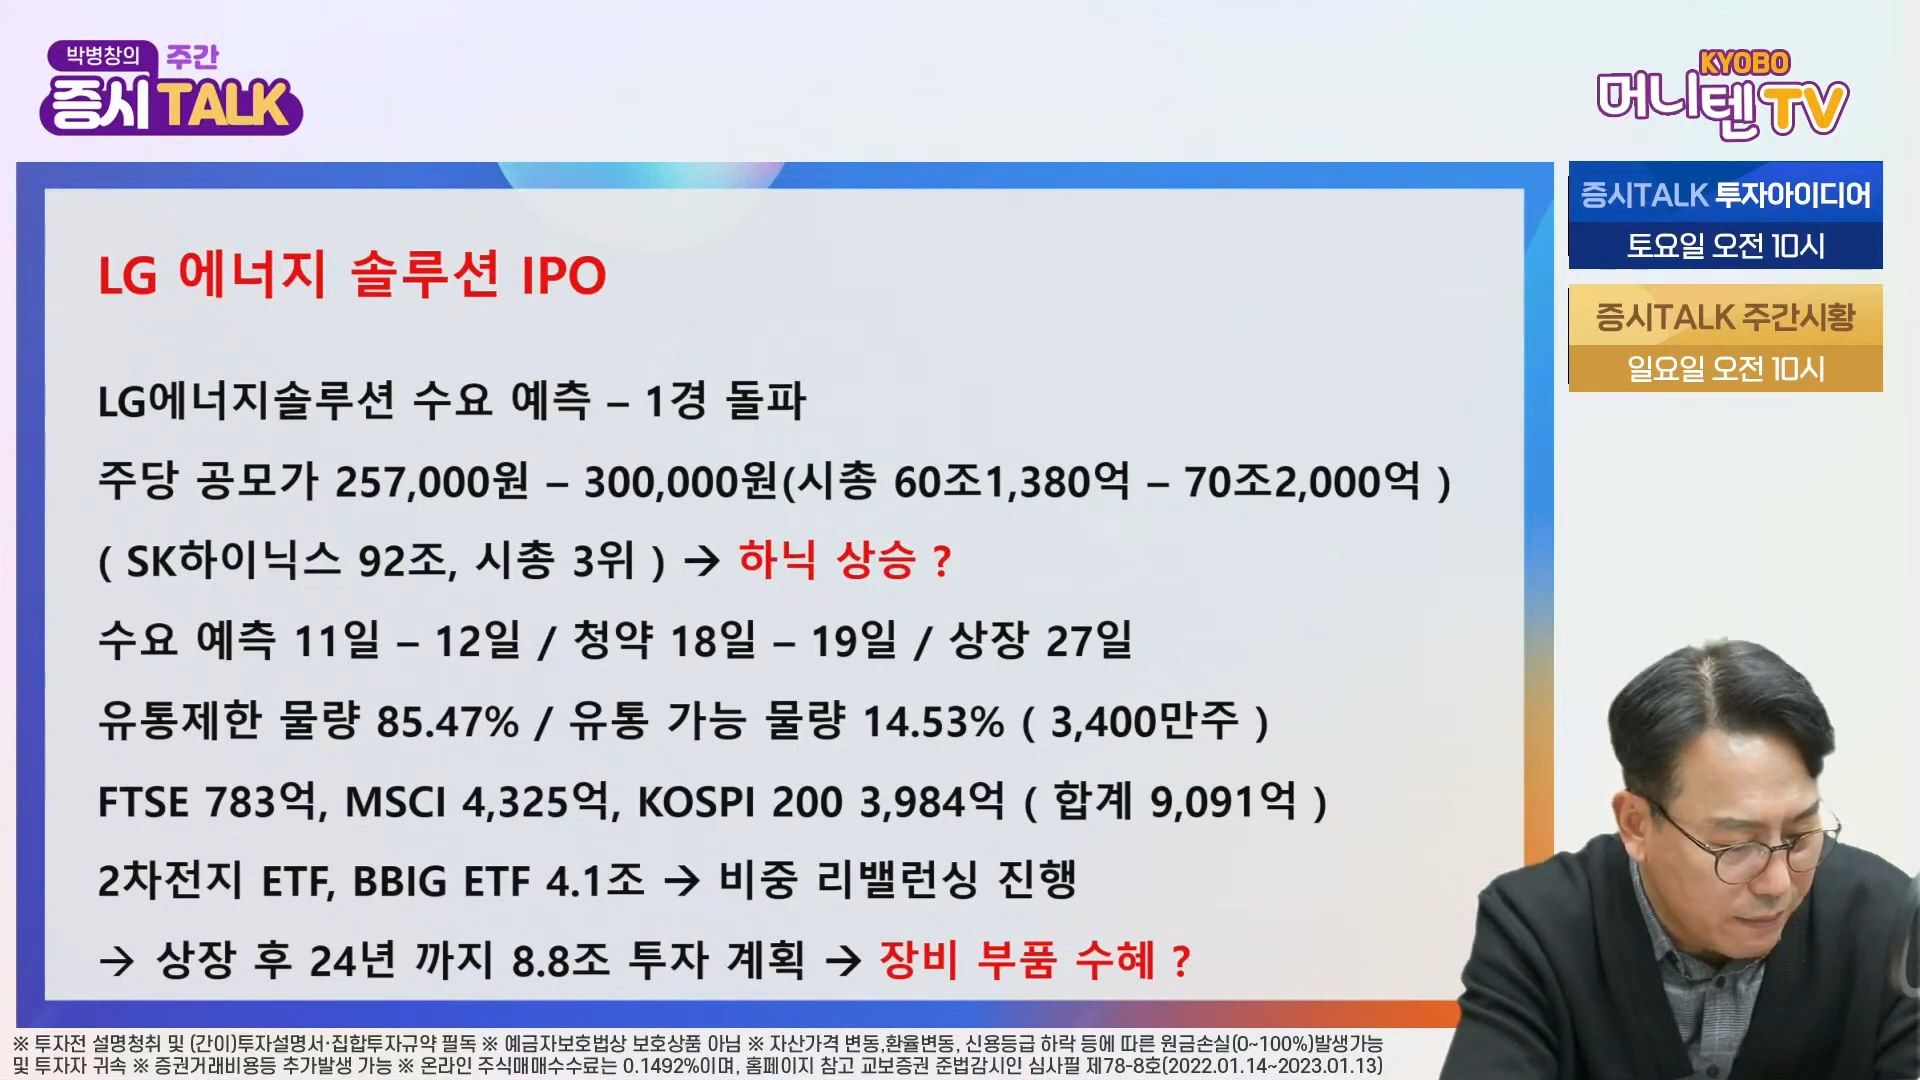 박병창의 주간
증시 TALK
KYOBO
머니텐 TV
증시TALK 투자아이디어
토요일 오전 10시
증시TALK 주간시황
일요일 오전 10시
LG 에너지 솔루션 IPO
LG에너지솔루션 수요 예측 – 1경 돌파
주당 공모가 257,000원 – 300,000원(시총 60조1,380억 – 70조2,000억 )
( SK하이닉스 92조, 시총 3위 ) → 하닉 상승 ?
수요 예측 11일 – 12일 / 청약 18일 – 19일 / 상장 27일
유통제한 물량 85.47% / 유통 가능 물량 14.53% ( 3,400만주 )
FTSE 783억, MSCI 4,325억, KOSPI 200 3,984억 ( 합계 9,091억 )
2차전지 ETF, BBIG ETF 4.1조 → 비중 리밸런싱 진행
→ 상장 후 24년 까지 8.8조 투자 계획 → 장비 부품 수혜 ?
※ 투자전 설명청취 및 (간이)투자설명서·집합투자규약 필독 ※ 예금자보호법상 보호상품 아님 ※ 자산가격 변동,환율변동, 신용등급 하락 등에 따른 원금손실(0~100%)발생가능
및 투자자 귀속 ※ 증권거래비용등 추가발생 가능 ※ 온라인 주식매매수수료는 0.1492%이며, 홈페이지 참고 교보증권 준법감시인 심사필 제78-8호(2022.01.14~2023.01.13)